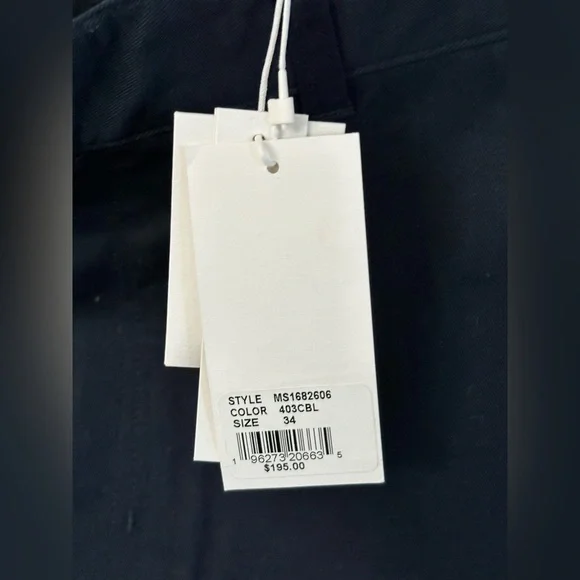 STYLE MS1682606
COLOR 403CBL
SIZE 34
1 96273 20663 5
$195.00